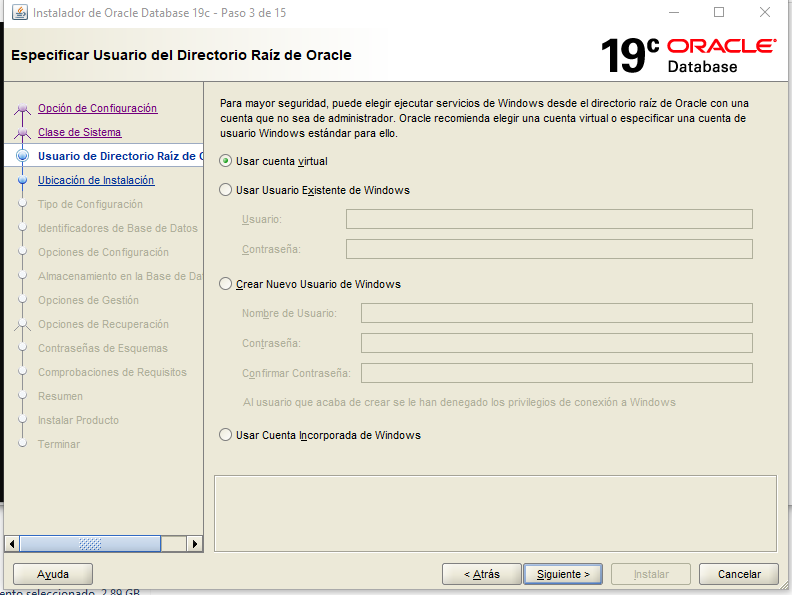 Instalador de Oracle Database 19c - Paso 3 de 15
Especificar Usuario del Directorio Raíz de Oracle
19c ORACLE
Database
Opción de Configuración
Clase de Sistema
Usuario de Directorio Raíz de O
Ubicación de Instalación
Tipo de Configuración
Identificadores de Base de Datos
Opciones de Configuración
Almacenamiento en la Base de Da
Opciones de Gestión
Opciones de Recuperación
Contraseñas de Esquemas
Comprobaciones de Requisitos
Resumen
Instalar Producto
Terminar
Para mayor seguridad, puede elegir ejecutar servicios de Windows desde el directorio raíz de Oracle con una
cuenta que no sea de administrador. Oracle recomienda elegir una cuenta virtual o especificar una cuenta de
usuario Windows estándar para ello.
Usar cuenta virtual
Usar Usuario Existente de Windows
Usuario:
Contraseña:
Crear Nuevo Usuario de Windows
Nombre de Usuario:
Contraseña:
Confirmar Contraseña:
Al usuario que acaba de crear se le han denegado los privilegios de conexión a Windows
Usar Cuenta Incorporada de Windows
Ayuda
< Atrás
Siguiente >
Instalar
Cancelar
ento seleccionado 2,89 GB